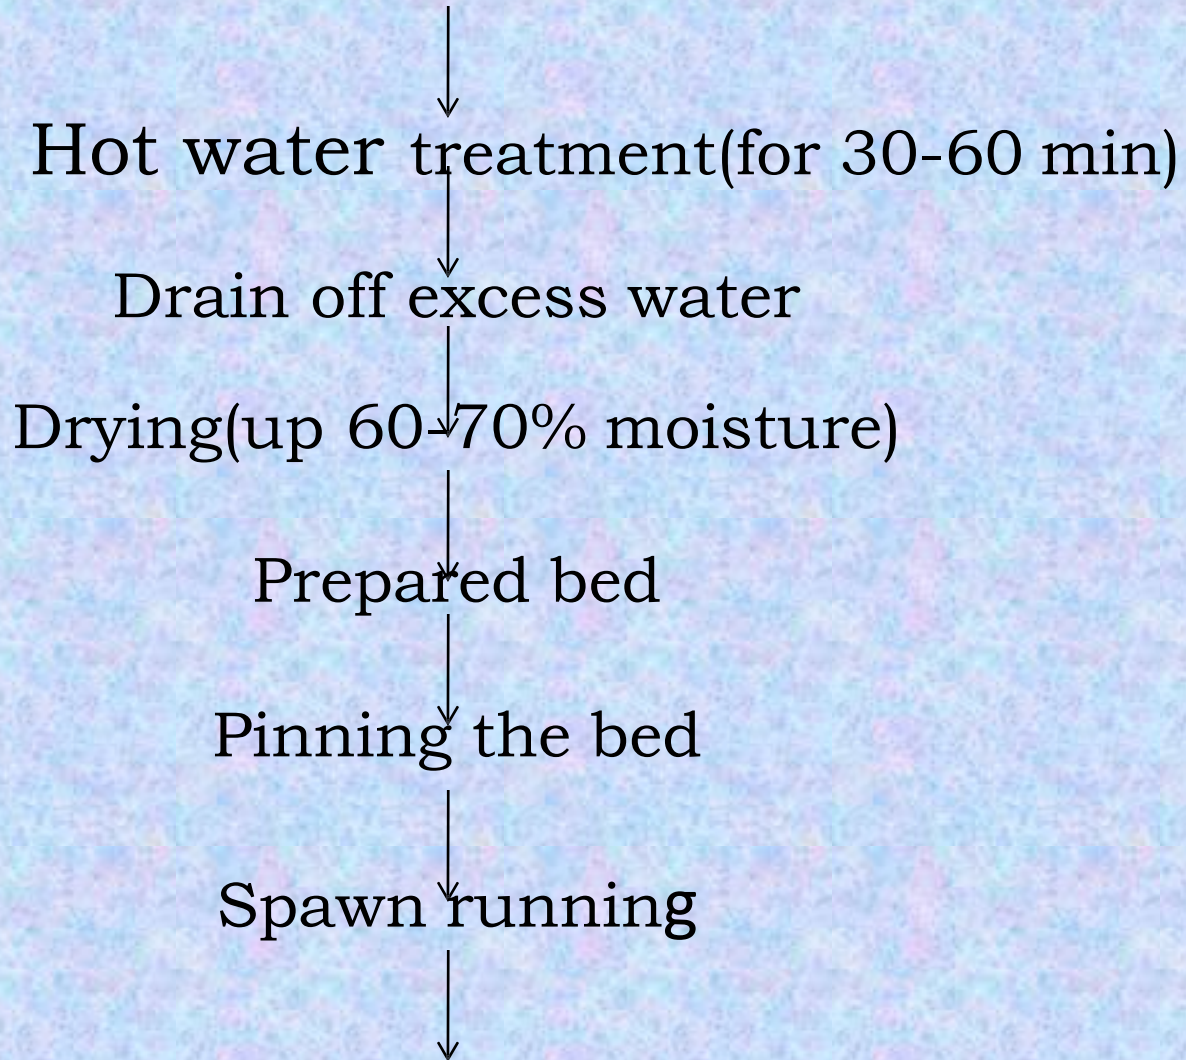 Hot water treatment(for 30-60 min)
Drain off excess water
Drying(up 60-70% moisture)
Prepared bed
Pinning the bed
Spawn running